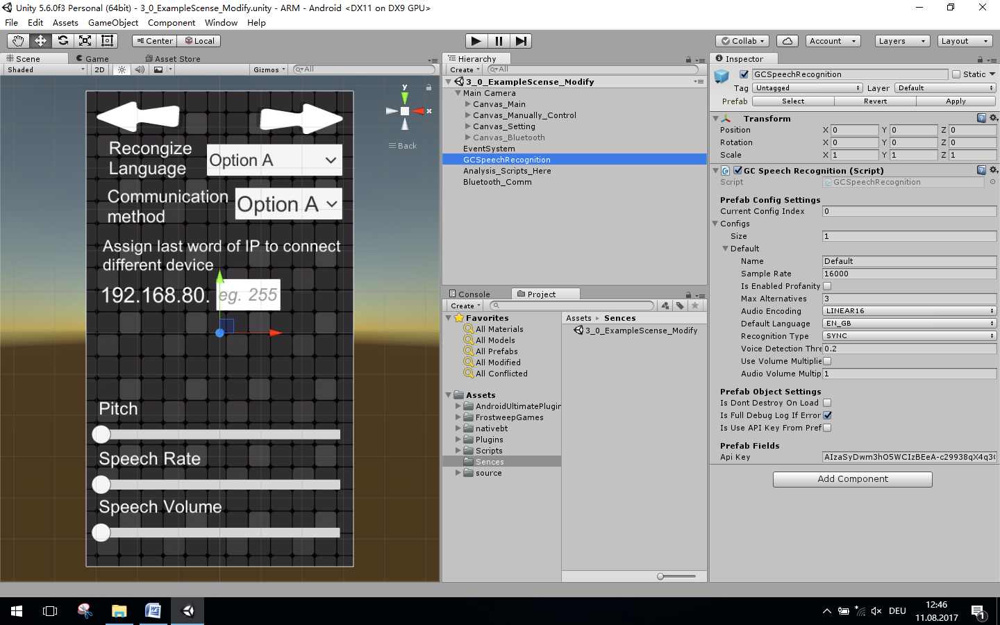 Unity 5.6.0f3 Personal (64bit) - 3_0_ExampleScense_Modify.unity - ARM - Android <DX11 on DX9 GPU>
File Edit Assets GameObject Component Window Help
Center Local Collab Account Layers Layout
Scene Game Asset Store
Shaded 2D Gizmos All
y
x
Back
Recongize
Language
Option A
Communication
method
Option A
Assign last word of IP to connect
different device
192.168.80. eg. 255
Pitch
Speech Rate
Speech Volume
Hierarchy
Create All
3_0_ExampleScense_Modify
Main Camera
Canvas_Main
Canvas_Manually_Control
Canvas_Setting
Canvas_Bluetooth
EventSystem
GCSpeechRecognition
Analysis_Scripts_Here
Bluetooth_Comm
Console Project
Create
Favorites
All Materials
All Models
All Prefabs
All Modified
All Conflicted
Assets
AndroidUltimatePlugin
FrostweepGames
nativebt
Plugins
Scripts
Sences
source
Assets Sences
3_0_ExampleScense_Modify
Inspector
GCSpeechRecognition Static
Tag Untagged Layer Default
Prefab Select Revert Apply
Transform
Position X 0 Y 0 Z 0
Rotation X 0 Y 0 Z 0
Scale X 1 Y 1 Z 1
GC Speech Recognition (Script)
Script GCSpeechRecognition
Prefab Config Settings
Current Config Index 0
Configs
Size 1
Default
Name Default
Sample Rate 16000
Is Enabled Profanity
Max Alternatives 3
Audio Encoding LINEAR16
Default Language EN_GB
Recognition Type SYNC
Voice Detection Thre 0.2
Use Volume Multiplie
Audio Volume Multip 1
Prefab Object Settings
Is Dont Destroy On Load
Is Full Debug Log If Error
Is Use API Key From Pref
Prefab Fields
Api Key
Add Component
DEU
12:46
11.08.2017
1